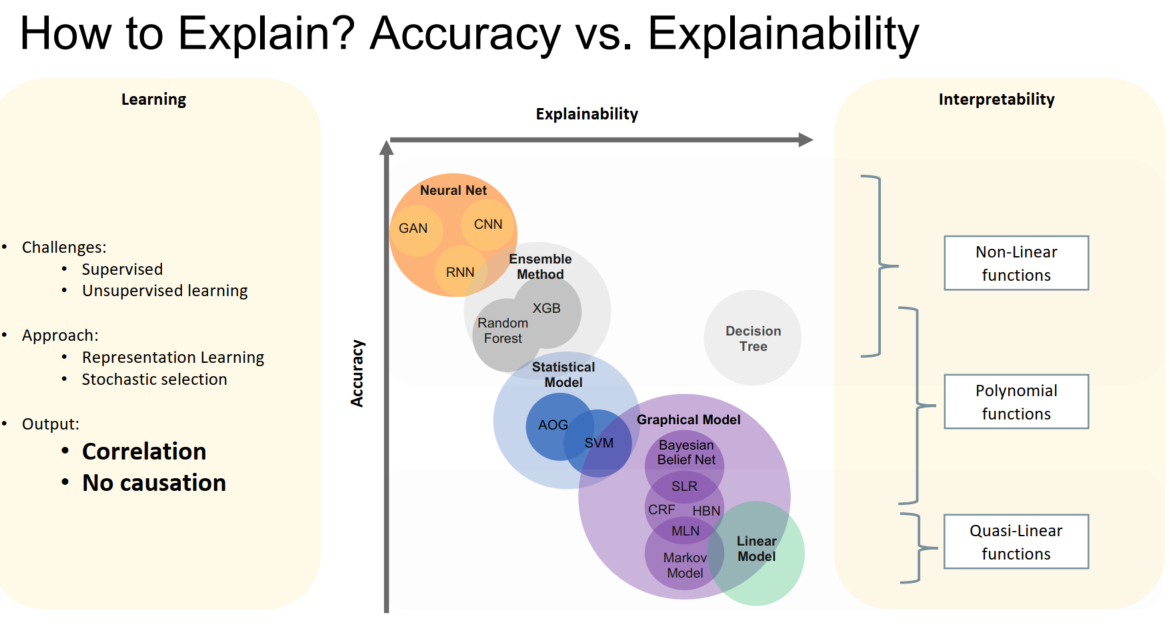 How to Explain? Accuracy vs. Explainability
Learning
• Challenges:
• Supervised
• Unsupervised learning
• Approach:
• Representation Learning
• Stochastic selection
• Output:
• Correlation
• No causation
Explainability
Accuracy
Neural Net
GAN
CNN
RNN
Ensemble
Method
XGB
Random
Forest
Decision
Tree
Statistical
Model
AOG
SVM
Graphical Model
Bayesian
Belief Net
SLR
CRF
HBN
MLN
Markov
Model
Linear
Model
Interpretability
Non-Linear
functions
Polynomial
functions
Quasi-Linear
functions